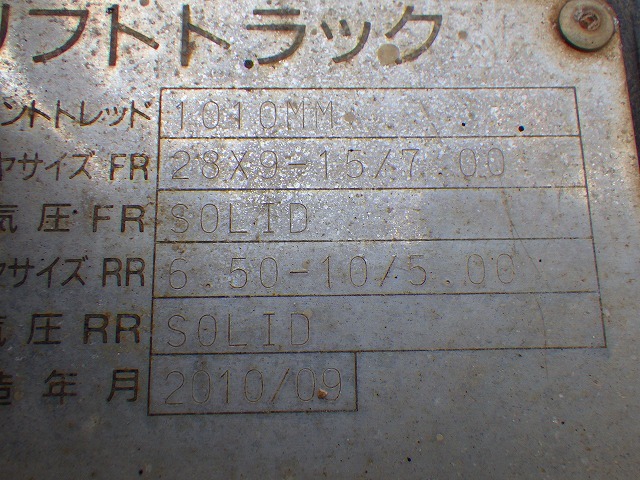 リフトトラック
ントトレッド 1010MM
ヤサイズ FR 28X9-15/7.00
気圧 FR SOLID
ヤサイズ RR 6.50-10/5.00
気圧 RR SOLID
造年月 2010/09